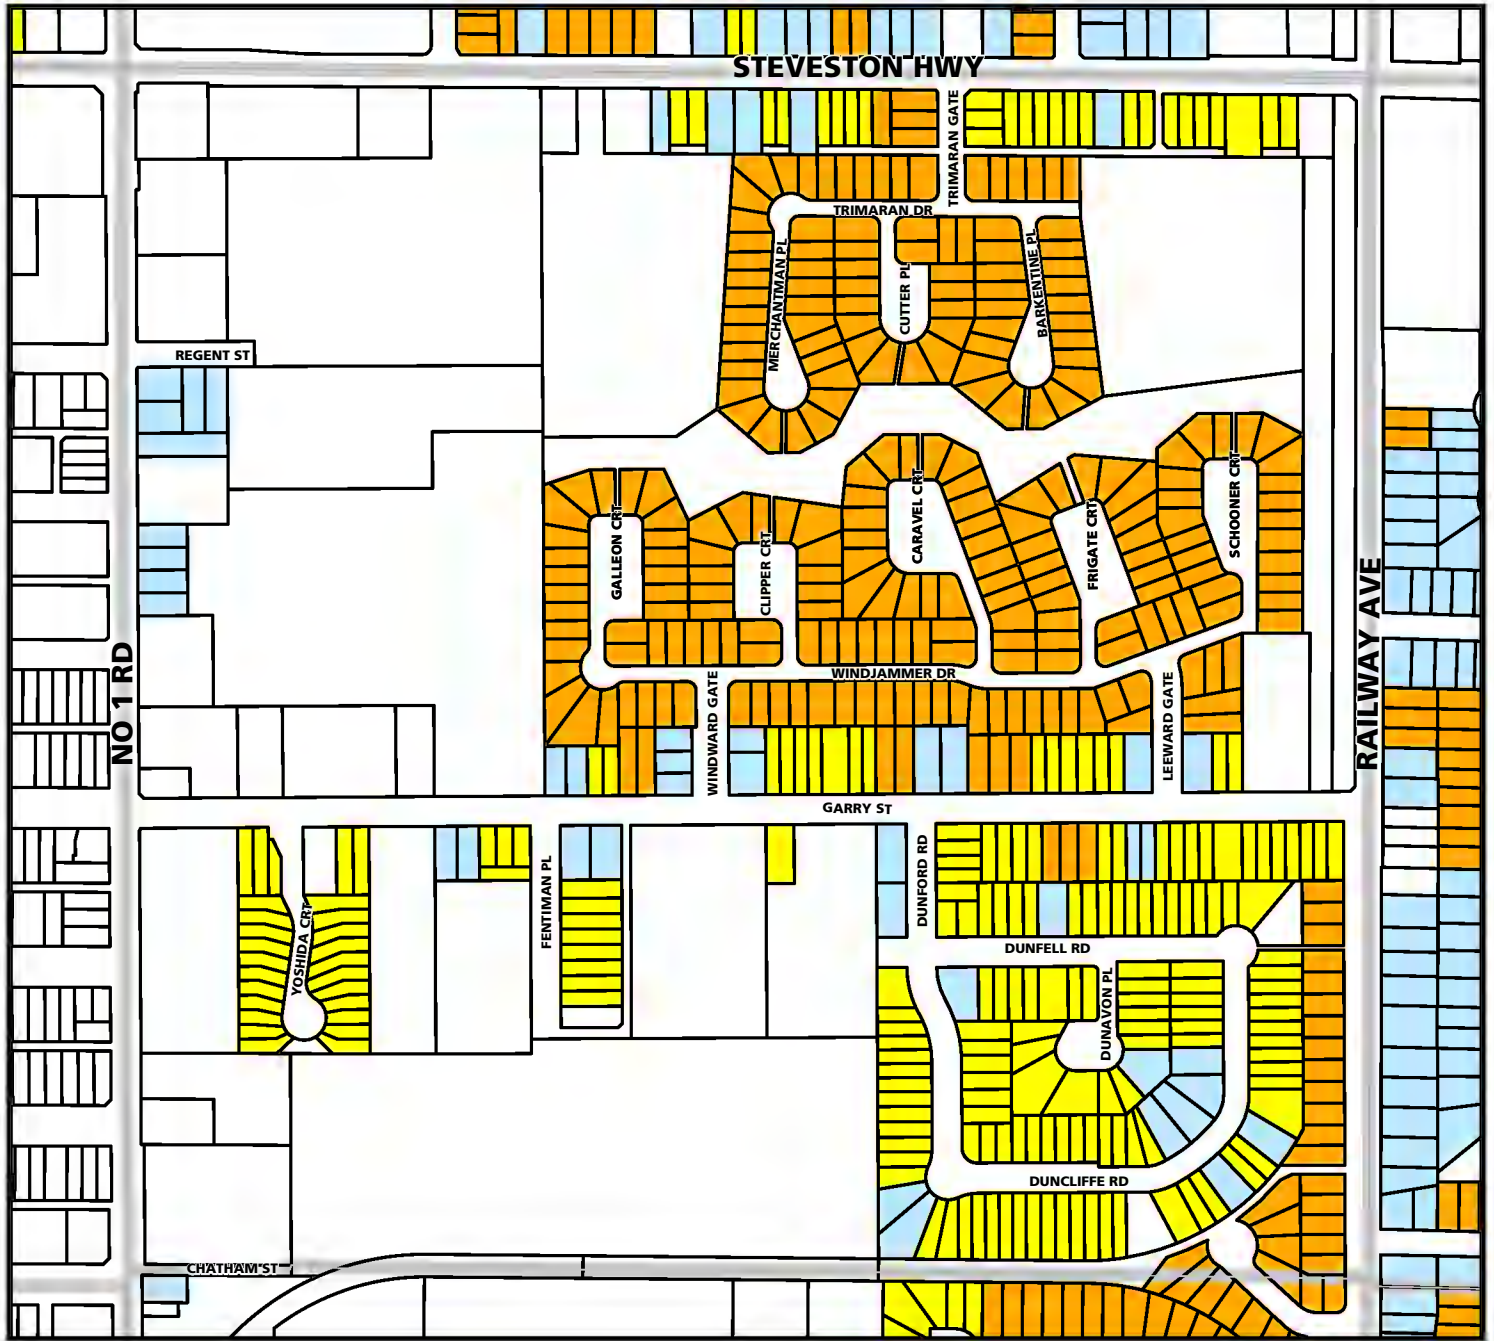 STEVESTON HWY
TRIMARAN GATE
TRIMARAN DR
MERCHANTMAN PL
CUTTER PL
BARKENTINE PL
REGENT ST
GALLEON CRT
CLIPPER CRT
CARAVEL CRT
FRIGATE CRT
SCHOONER CRT
NO 1 RD
RAILWAY AVE
WINDJAMMER DR
WINDWARD GATE
LEEWARD GATE
GARRY ST
YOSHIDA CRT
FENTIMAN PL
DUNFORD RD
DUNFELL RD
DUNAVON PL
DUNCLIFFE RD
CHATHAM ST